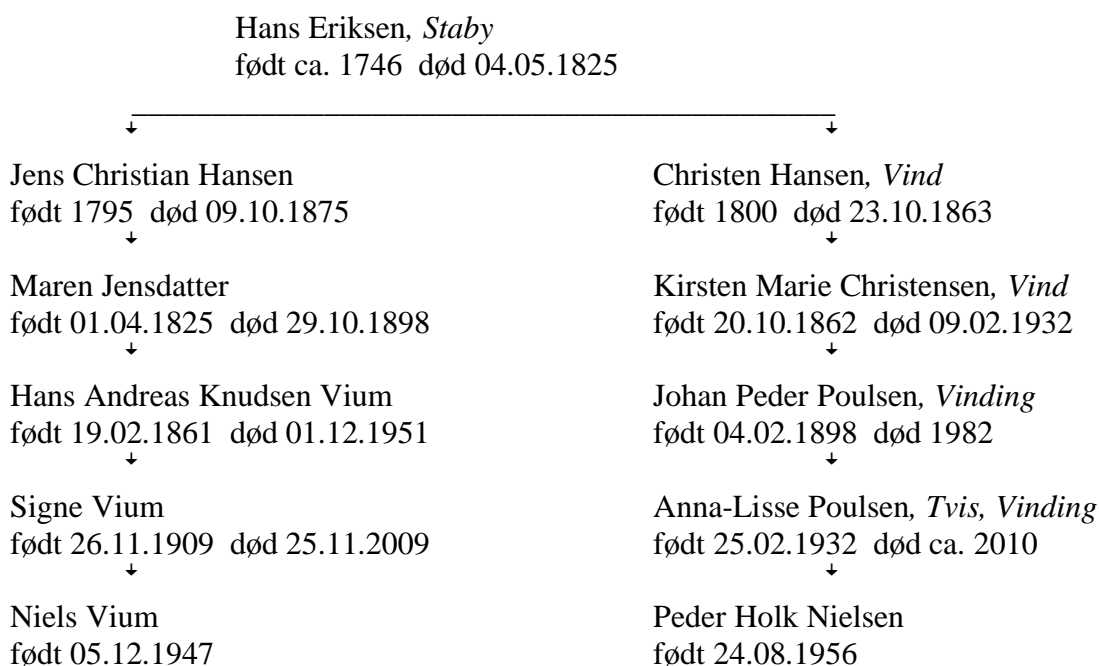 Hans Eriksen, Staby
født ca. 1746 død 04.05.1825
Jens Christian Hansen
født 1795 død 09.10.1875
Christen Hansen, Vind
født 1800 død 23.10.1863
Maren Jensdatter
født 01.04.1825 død 29.10.1898
Kirsten Marie Christensen, Vind
født 20.10.1862 død 09.02.1932
Hans Andreas Knudsen Vium
født 19.02.1861 død 01.12.1951
Johan Peder Poulsen, Vinding
født 04.02.1898 død 1982
Signe Vium
født 26.11.1909 død 25.11.2009
Anna-Lisse Poulsen, Tvis, Vinding
født 25.02.1932 død ca. 2010
Niels Vium
født 05.12.1947
Peder Holk Nielsen
født 24.08.1956